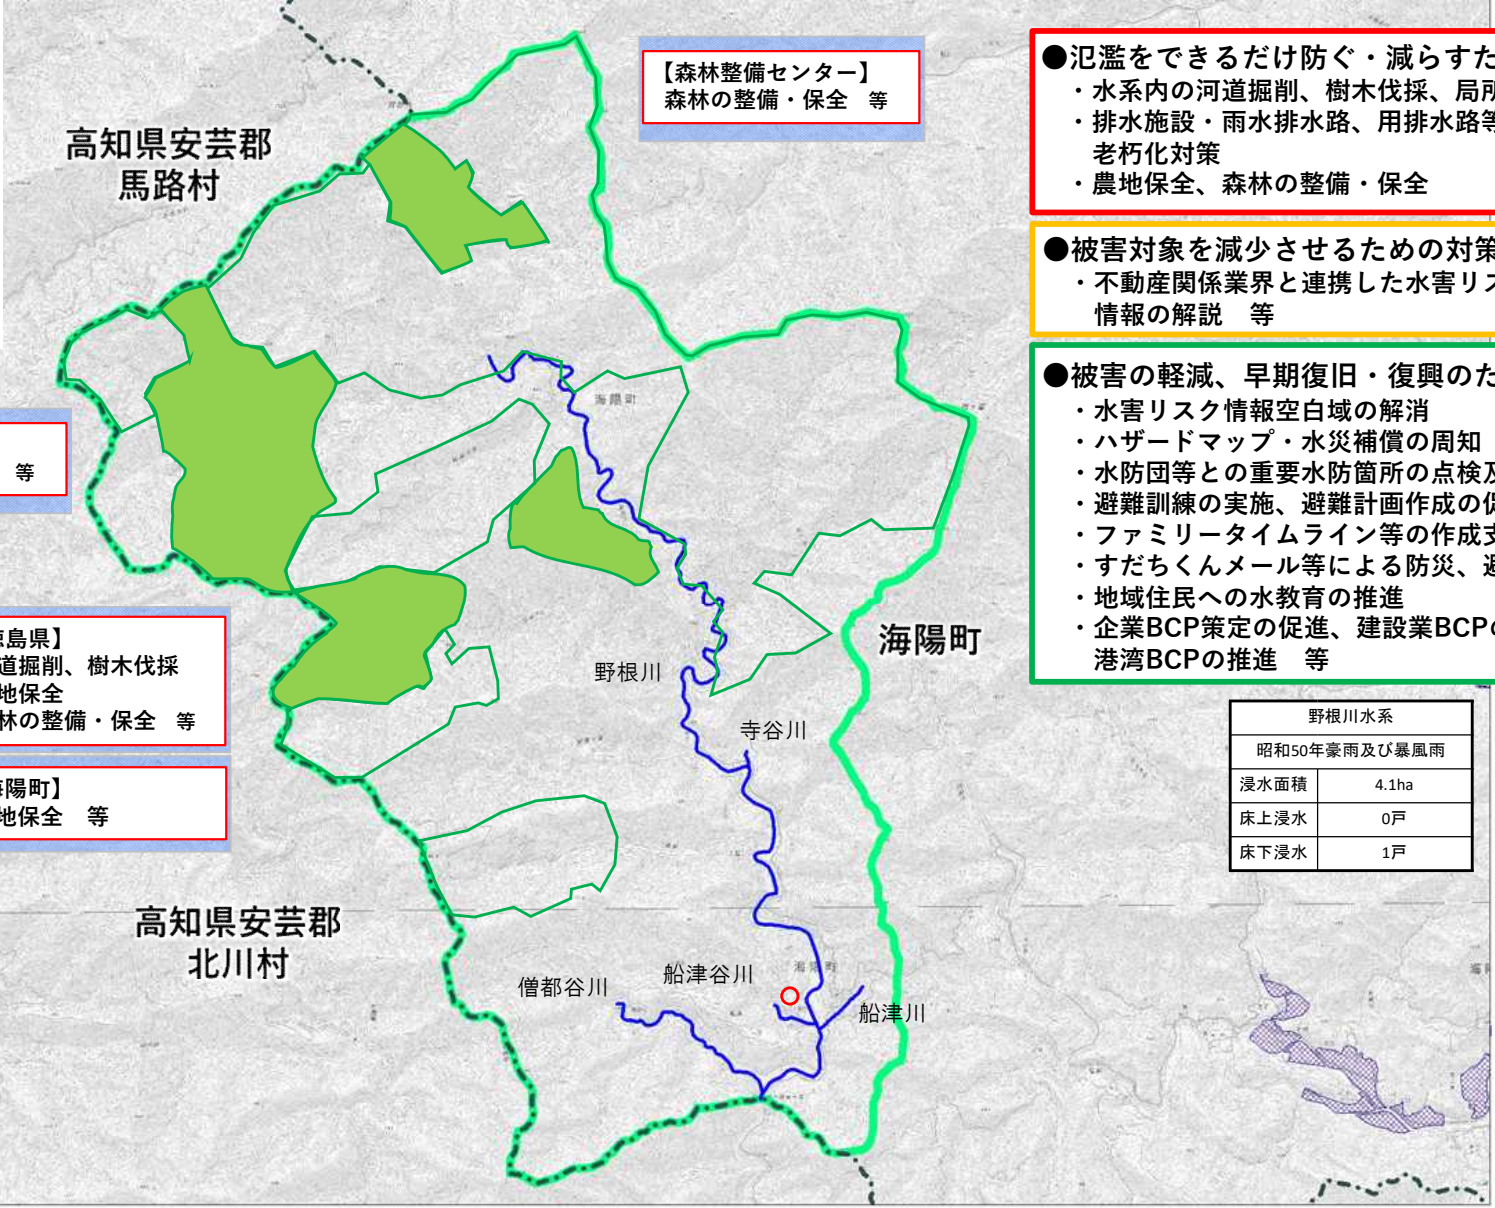 【森林整備センター】
森林の整備・保全　等
高知県安芸郡
馬路村
●氾濫をできるだけ防ぐ・減らすた
・水系内の河道掘削、樹木伐採、局所
・排水施設・雨水排水路、用排水路等
老朽化対策
・農地保全、森林の整備・保全
●被害対象を減少させるための対策
・不動産関係業界と連携した水害リス
情報の解説　等
●被害の軽減、早期復旧・復興のた
・水害リスク情報空白域の解消
・ハザードマップ・水災補償の周知
・水防団等との重要水防箇所の点検及
・避難訓練の実施、避難計画作成の促
・ファミリータイムライン等の作成支
・すだちくんメール等による防災、避
・地域住民への水教育の推進
・企業BCP策定の促進、建設業BCPの
港湾BCPの推進　等
海陽町
等
島県】
道掘削、樹木伐採
地保全
林の整備・保全　等
陽町】
地保全　等
海陽町
野根川
寺谷川
野根川水系
昭和50年豪雨及び暴風雨
浸水面積　4.1ha
床上浸水　0戸
床下浸水　1戸
高知県安芸郡
北川村
僧都谷川
船津谷川
海陽町
船津川